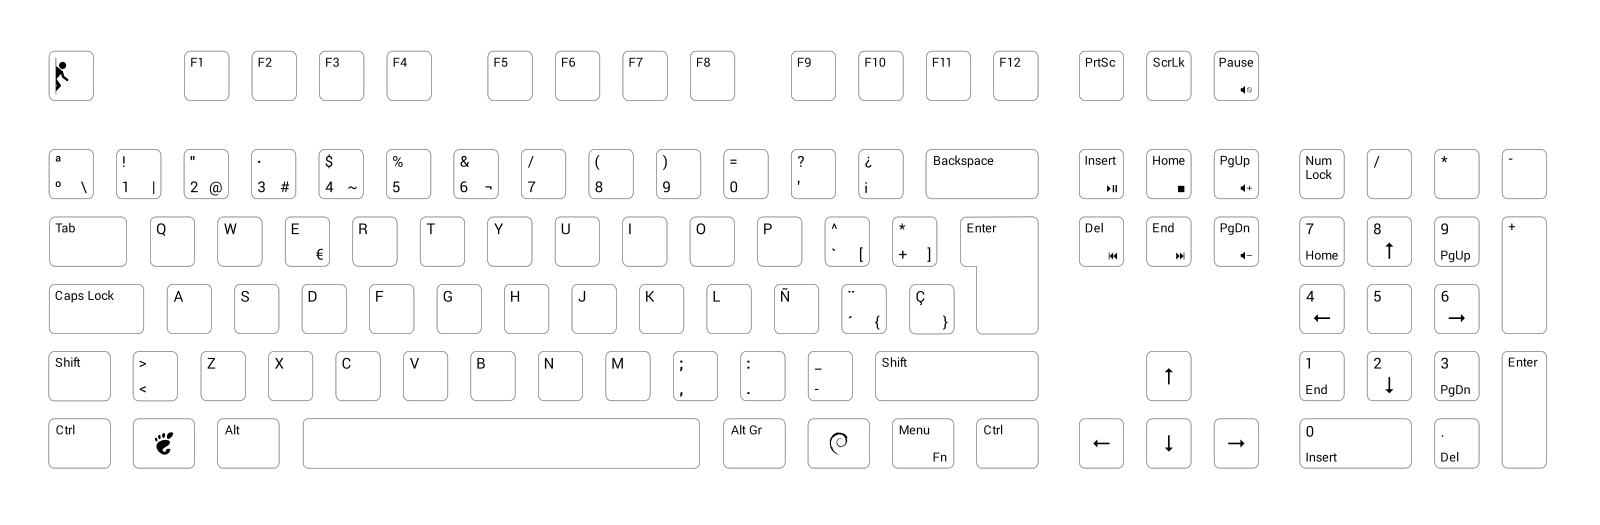 F1 F2 F3 F4 F5 F6 F7 F8 F9 F10 F11 F12 PrtSc ScrLk Pause
ª ! " · $ % & / ( ) = ? ¿ Backspace Insert Home PgUp Num Lock / * -
º \ 1 | 2 @ 3 # 4 ~ 5 6 ¬ 7 8 9 0 ' ¡
Tab Q W E R T Y U I O P ^ * Enter Del End PgDn 7 8 9 +
€ ` [ + ] Home ↑ PgUp
Caps Lock A S D F G H J K L Ñ ¨ Ç 4 5 6
´ { } ← →
Shift > Z X C V B N M ; : _ Shift ↑ 1 2 3 Enter
< , . - End ↓ PgDn
Ctrl Alt Alt Gr Menu Ctrl ← ↓ → 0 .
Fn Insert Del